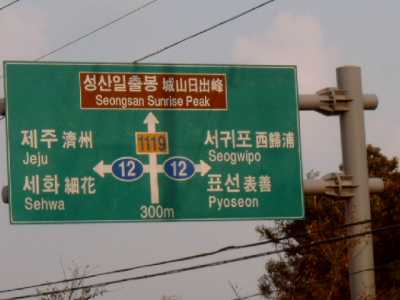 성산일출봉 城山日出峰
Seongsan Sunrise Peak
1119
제주 濟州
Jeju
서귀포 西歸浦
Seogwipo
12
12
세화 細花
Sehwa
표선 表善
Pyoseon
300m